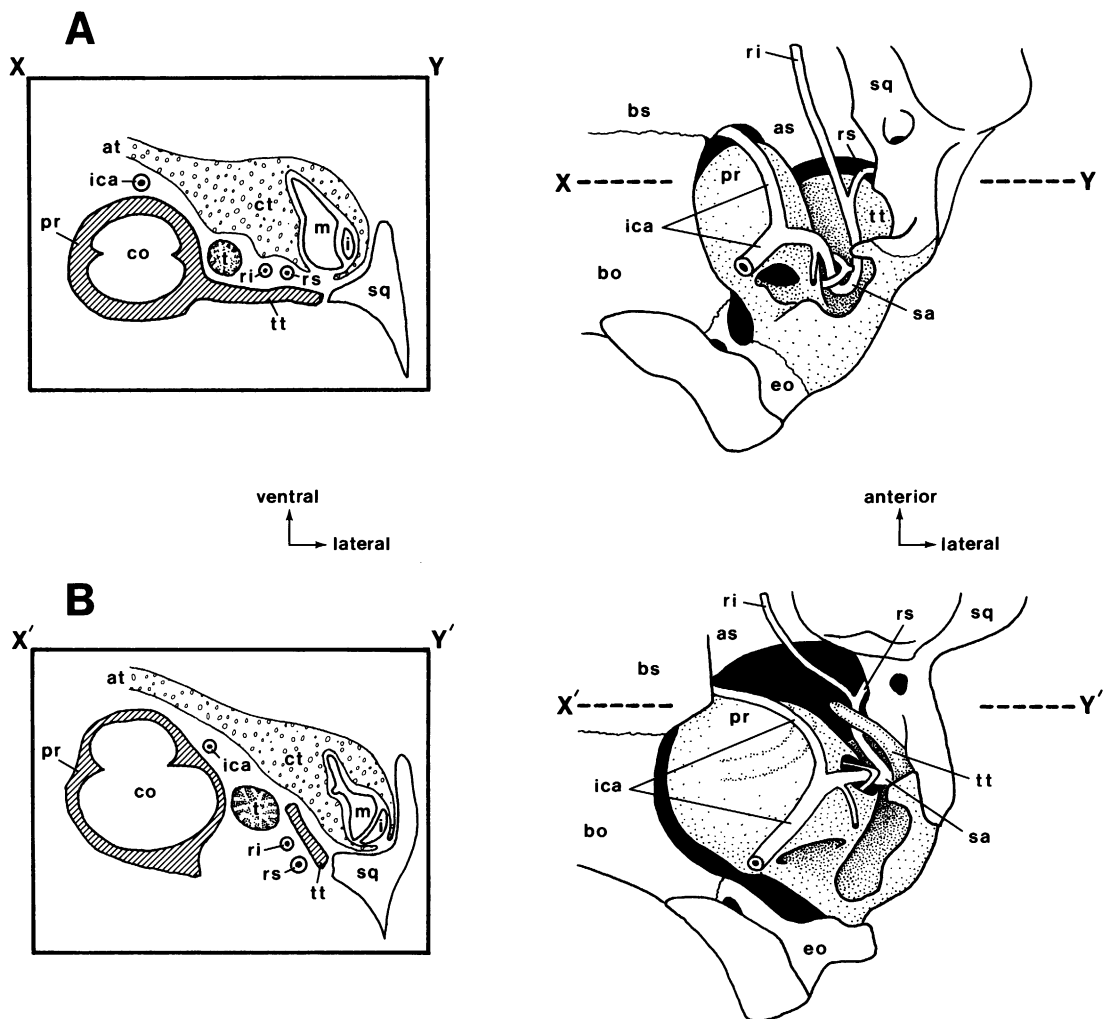 A
X Y
at
ica
pr
co
ct
m
i
t
ri
rs
sq
tt
ri
sq
bs
as
rs
X Y
pr
tt
ica
bo
sa
eo
ventral
lateral
anterior
lateral
B
X′ Y′
at
pr
ica
ct
co
t
m
i
ri
rs
tt
sq
ri
rs
sq
as
bs
X′ Y′
pr
ica
tt
bo
sa
eo